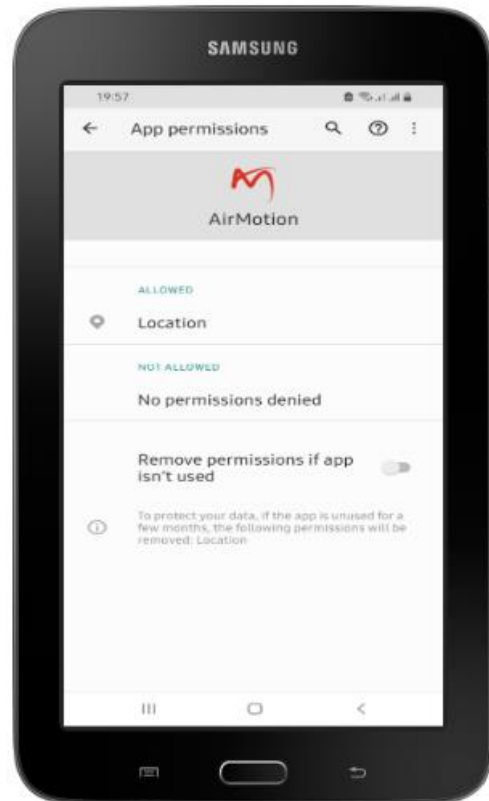 SAMSUNG
19:57
App permissions
AirMotion
ALLOWED
Location
NOT ALLOWED
No permissions denied
Remove permissions if app
isn't used
To protect your data, if the app is unused for a
few months, the following permissions will be
removed: Location